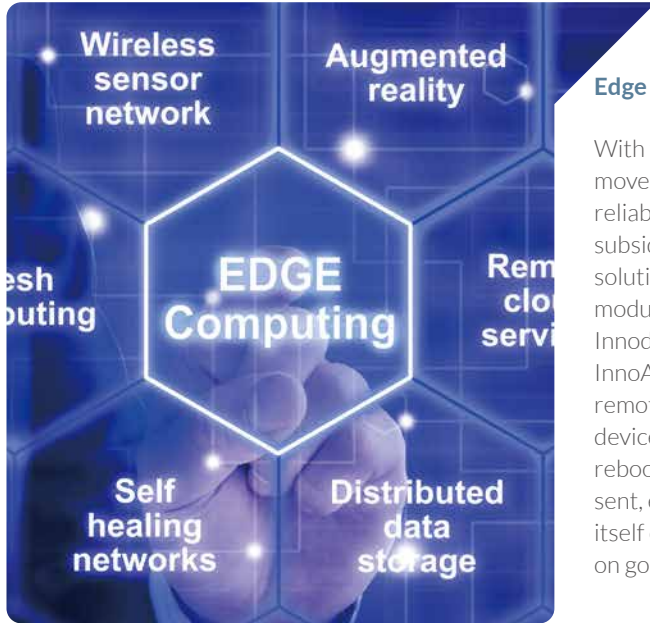 Wireless
sensor
network
Augmented
reality
esh
puting
EDGE
Computing
Rem
clou
servi
Self
healing
networks
Distributed
data
storage
Edge
With
move
reliab
subsid
soluti
modu
Innod
InnoA
remot
device
reboo
sent,
itself
on go